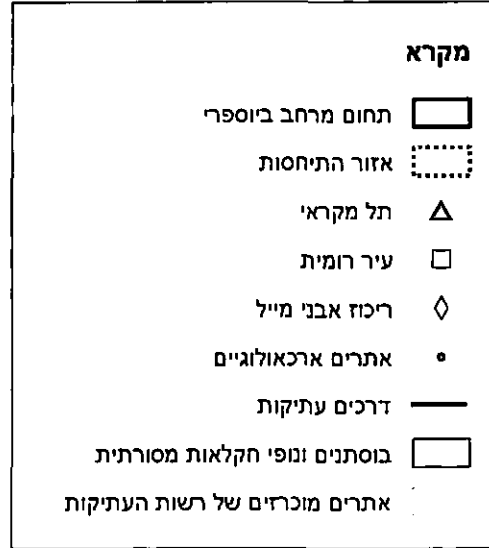 מקרא
תחום מרחב ביוספרי
אזור התיחסות
תל מקראי
עיר רומית
ריכוז אבני מייל
אתרים ארכאולוגיים
דרכים עתיקות
בוסתנים ונופי חקלאות מסורתית
אתרים מוכרזים של רשות העתיקות